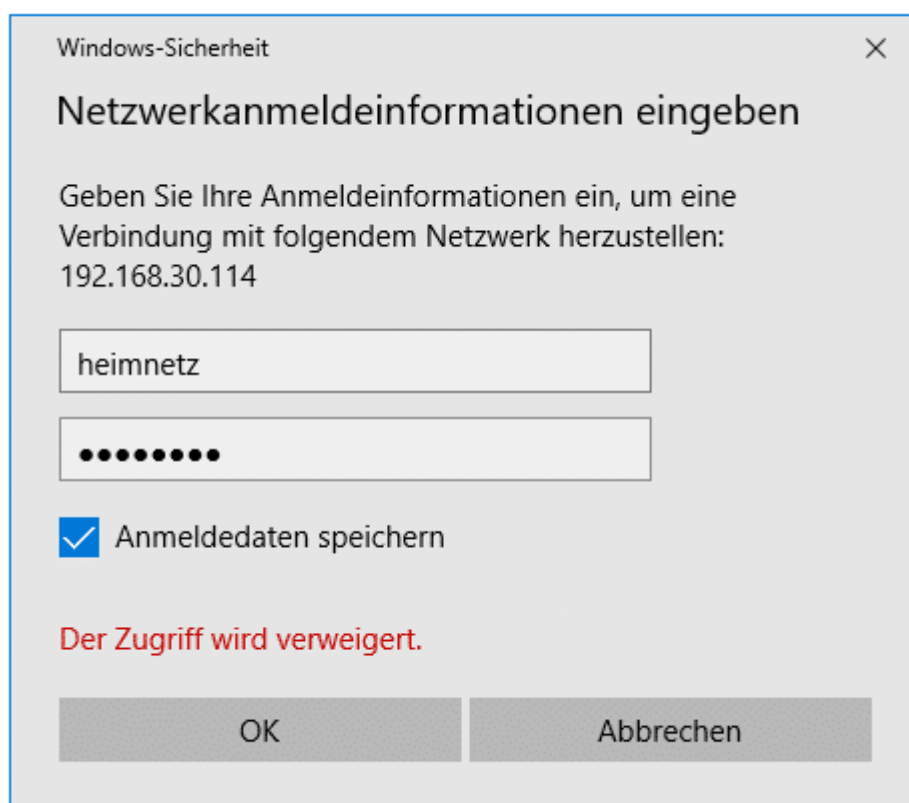 Windows-Sicherheit
Netzwerkanmeldeinformationen eingeben
Geben Sie Ihre Anmeldeinformationen ein, um eine
Verbindung mit folgendem Netzwerk herzustellen:
192.168.30.114
heimnetz
●●●●●●●●
Anmeldedaten speichern
Der Zugriff wird verweigert.
OK
Abbrechen